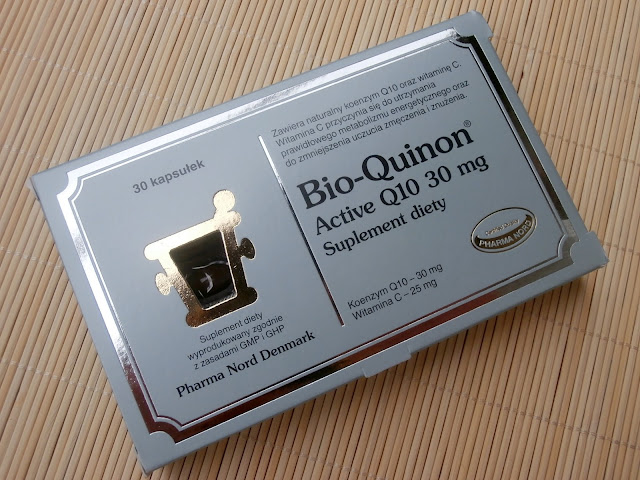 30 kapsułek
Suplement diety
wyprodukowany zgodnie
z zasadami GMP i GHP
Pharma Nord Denmark
Zawiera naturalny koenzym Q10 oraz witaminę C.
Witamina C przyczynia się do utrzymania
prawidłowego metabolizmu energetycznego oraz
do zmniejszenia uczucia zmęczenia i znużenia.
Bio-Quinon®
Active Q10 30 mg
Suplement diety
Koenzym Q10 – 30 mg
Witamina C – 25 mg
PHARMA NORD